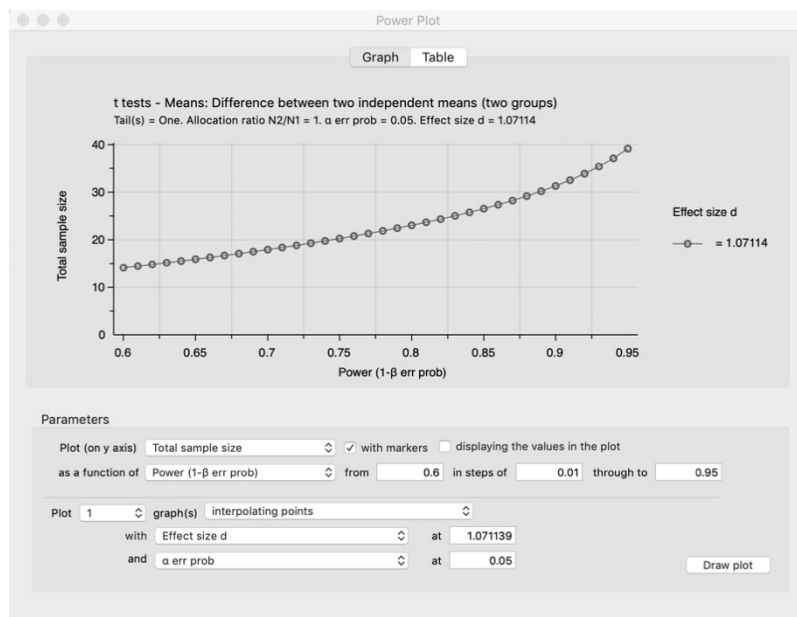 Power Plot
Graph Table
t tests - Means: Difference between two independent means (two groups)
Tail(s) = One. Allocation ratio N2/N1 = 1. α err prob = 0.05. Effect size d = 1.07114
40
30
20
10
0
Total sample size
0.6 0.65 0.7 0.75 0.8 0.85 0.9 0.95
Power (1-β err prob)
Effect size d
= 1.07114
Parameters
Plot (on y axis) Total sample size with markers displaying the values in the plot
as a function of Power (1-β err prob) from 0.6 in steps of 0.01 through to 0.95
Plot 1 graph(s) interpolating points
with Effect size d at 1.071139
and α err prob at 0.05
Draw plot